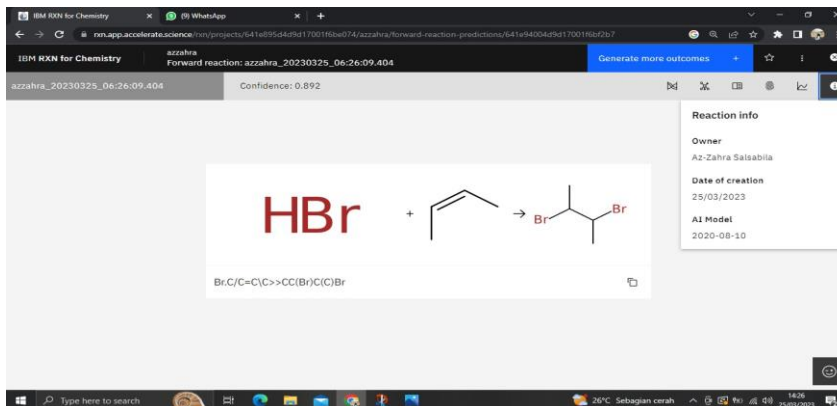 IBM RXN for Chemistry
(9) WhatsApp
rxn.app.accelerate.science/rxn/projects/641e895d4d9d17001f6be074/azzahra/forward-reaction-predictions/641e94004d9d17001f6bf2b7
IBM RXN for Chemistry
azzahra
Forward reaction: azzahra_20230325_06:26:09.404
Generate more outcomes +
azzahra_20230325_06:26:09.404
Confidence: 0.892
Reaction info
Owner
Az-Zahra Salsabila
Date of creation
25/03/2023
AI Model
2020-08-10
HBr + → Br Br
Br.C/C=C\C>>CC(Br)C(C)Br
Type here to search
26°C Sebagian cerah
14:26
25/03/2023